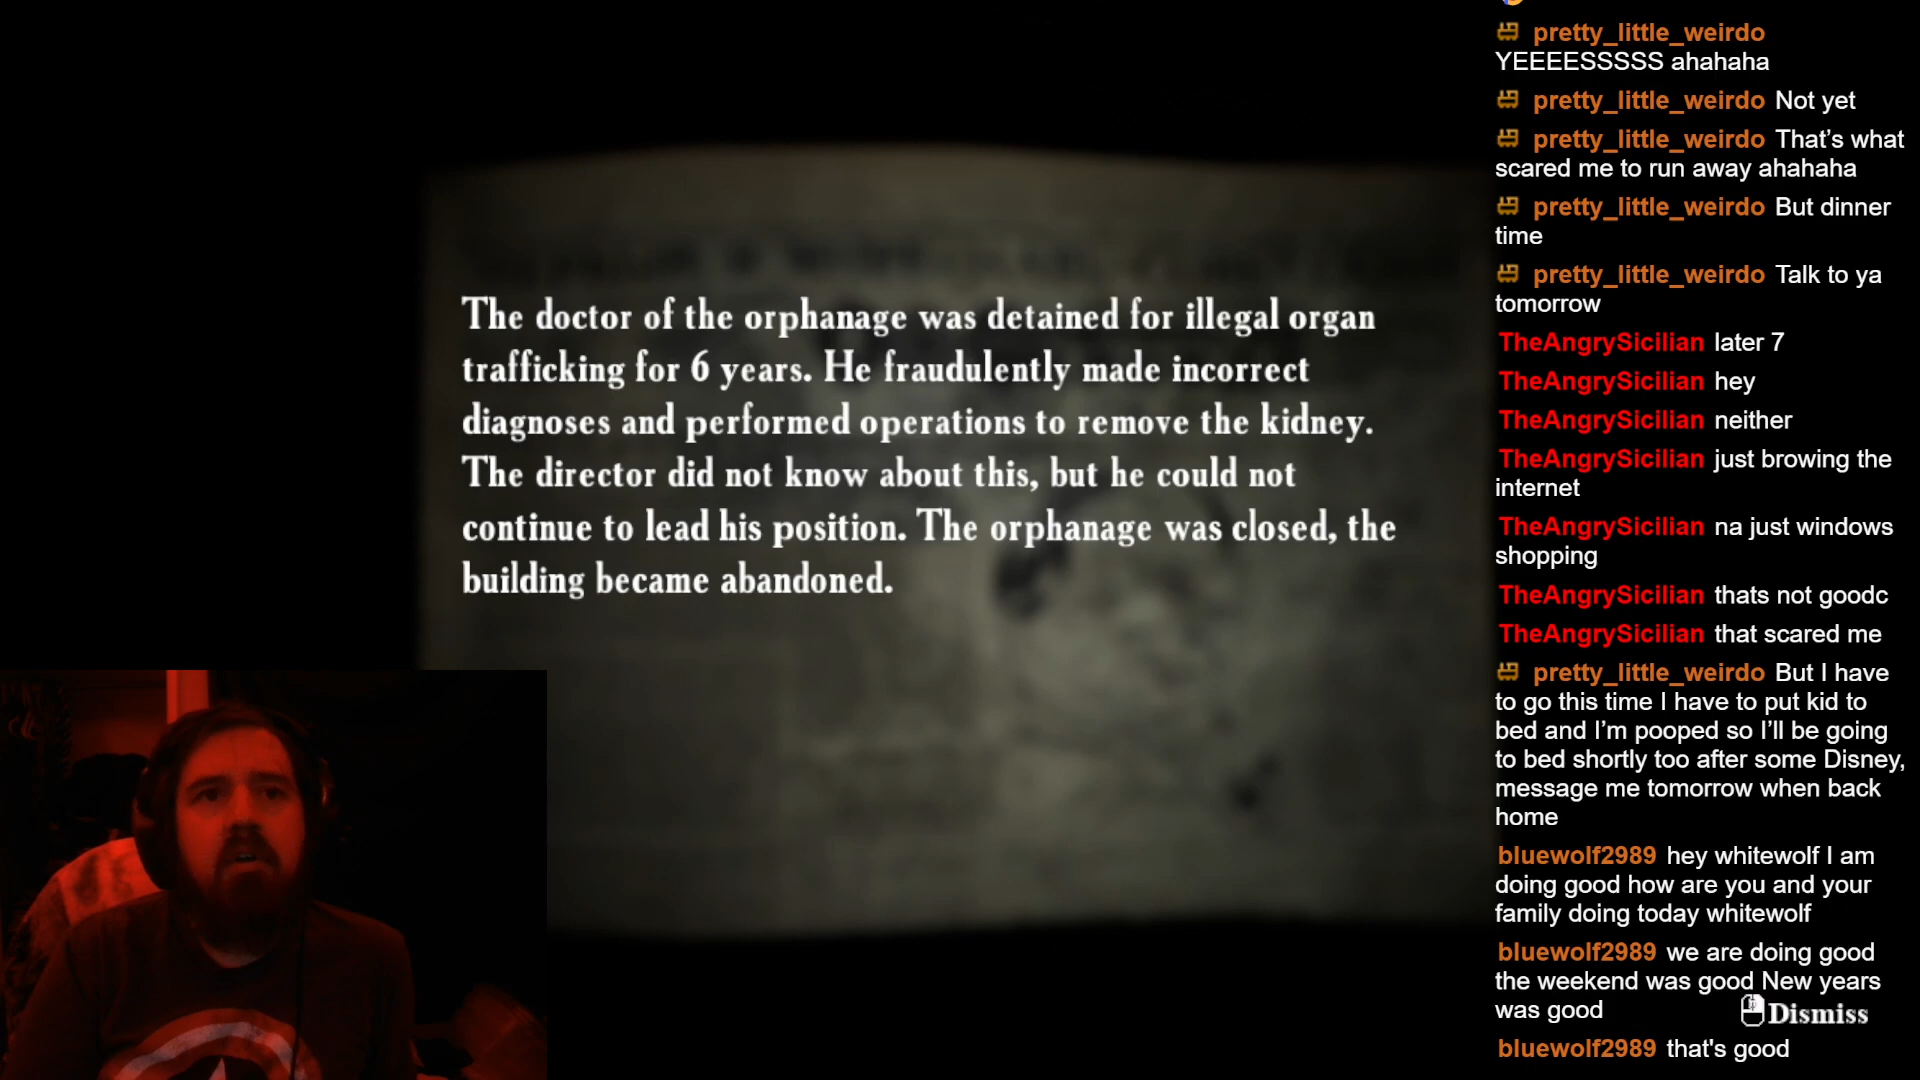 The doctor of the orphanage was detained for illegal organ
trafficking for 6 years. He fraudulently made incorrect
diagnoses and performed operations to remove the kidney.
The director did not know about this, but he could not
continue to lead his position. The orphanage was closed, the
building became abandoned.
pretty_little_weirdo
YEEEESSSSS ahahaha
pretty_little_weirdo Not yet
pretty_little_weirdo That's what
scared me to run away ahahaha
pretty_little_weirdo But dinner
time
pretty_little_weirdo Talk to ya
tomorrow
TheAngrySicilian later 7
TheAngrySicilian hey
TheAngrySicilian neither
TheAngrySicilian just browing the
internet
TheAngrySicilian na just windows
shopping
TheAngrySicilian thats not goodc
TheAngrySicilian that scared me
pretty_little_weirdo But I have
to go this time I have to put kid to
bed and I'm pooped so I'll be going
to bed shortly too after some Disney,
message me tomorrow when back
home
bluewolf2989 hey whitewolf I am
doing good how are you and your
family doing today whitewolf
bluewolf2989 we are doing good
the weekend was good New years
was good
Dismiss
bluewolf2989 that's good